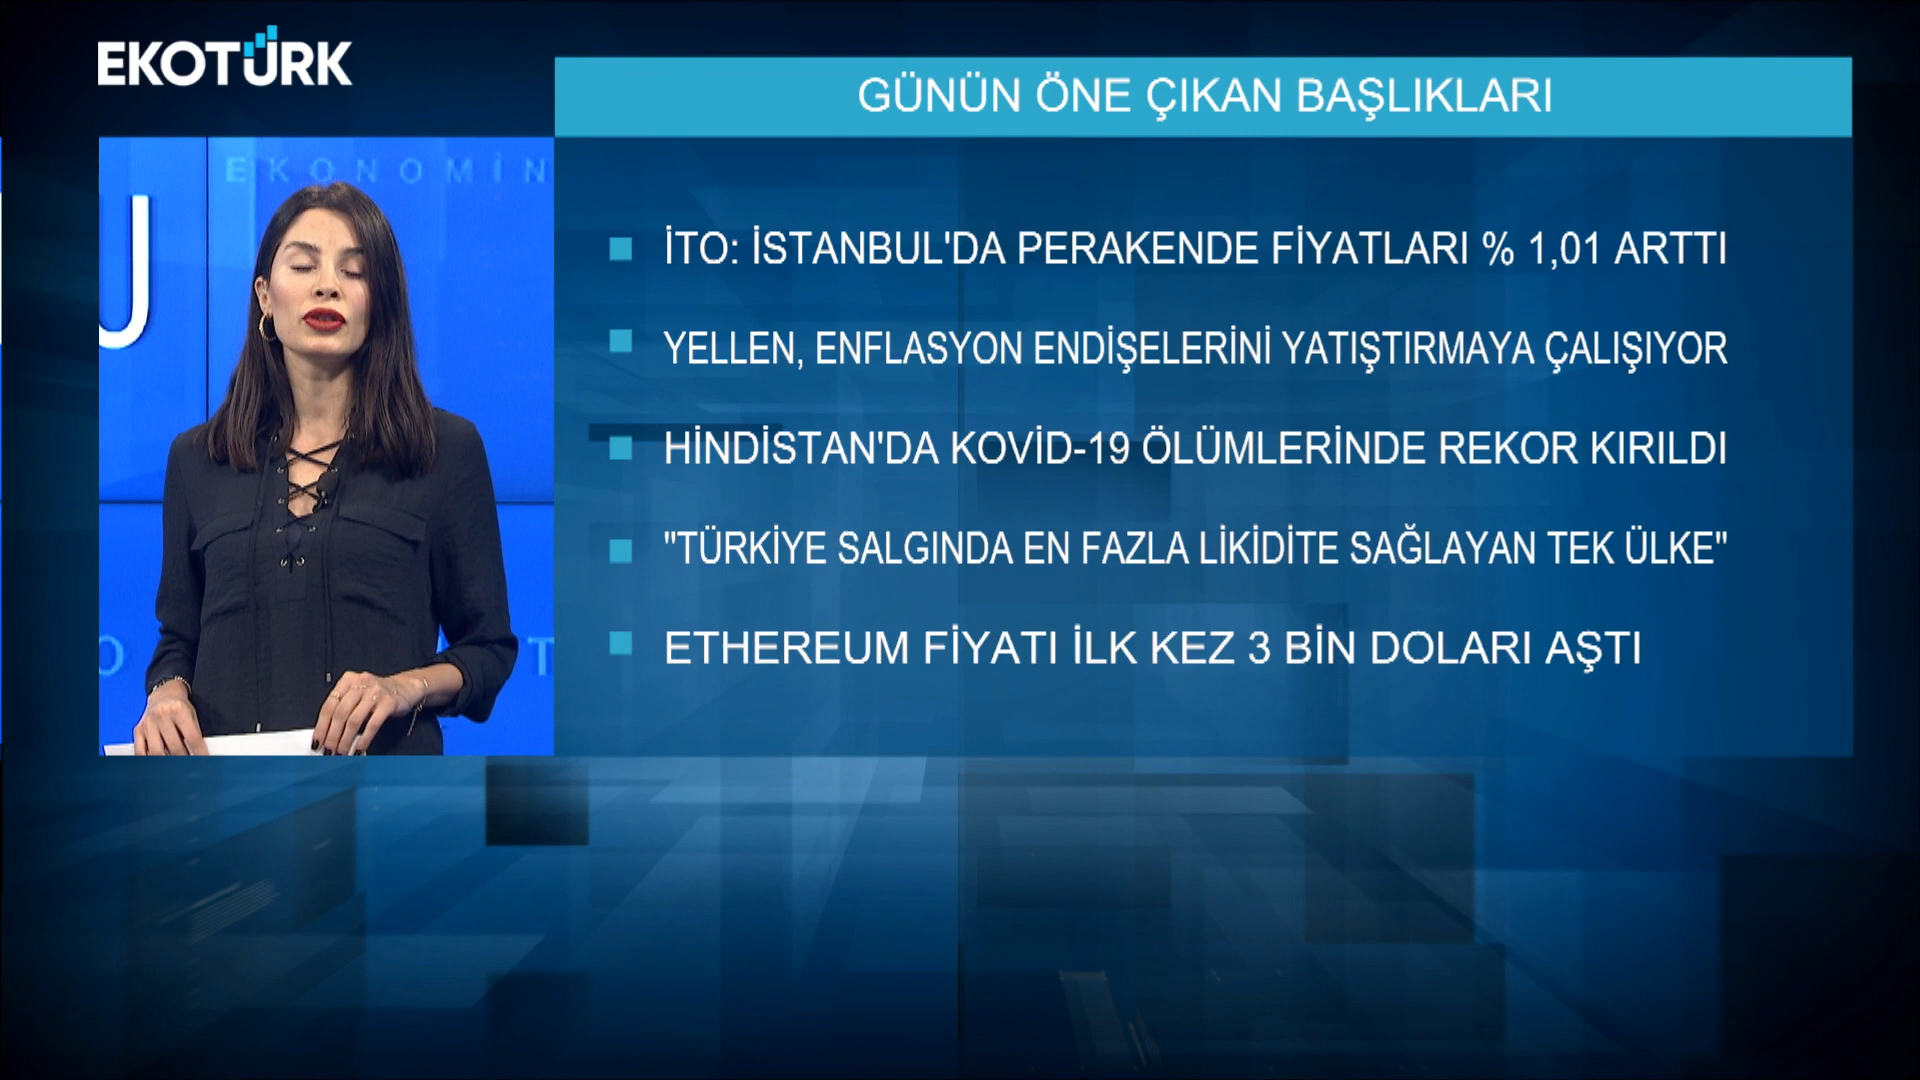 EKOTÜRK
GÜNÜN ÖNE ÇIKAN BAŞLIKLARI
EKONOMİN
U
İTO: İSTANBUL'DA PERAKENDE FİYATLARI % 1,01 ARTTI
YELLEN, ENFLASYON ENDİŞELERİNİ YATIŞTIRMAYA ÇALIŞIYOR
HİNDİSTAN'DA KOVİD-19 ÖLÜMLERİNDE REKOR KIRILDI
"TÜRKİYE SALGINDA EN FAZLA LİKİDİTE SAĞLAYAN TEK ÜLKE"
ETHEREUM FİYATI İLK KEZ 3 BİN DOLARI AŞTI
O T